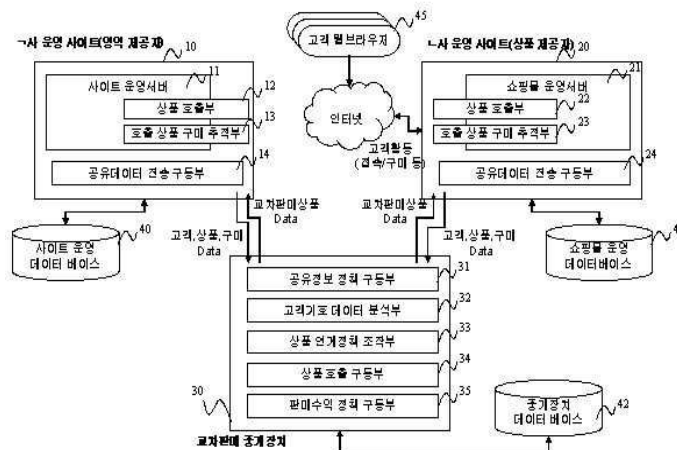 45
고객 웹브라우저
ㄱ사 운영 사이트(영역 제공자)
10
11
사이트 운영서버
12
상품 호출부
13
호출 상품 구매 추적부
14
공유데이터 전송 구동부
인터넷
고객활동
(접속/구매 등)
ㄴ사 운영 사이트(상품 제공자)
20
21
쇼핑몰 운영서버
상품 호출부
22
호출 상품 구매 추적부
23
24
공유데이터 전송 구동부
교차판매상품
Data
교차판매상품
Data
사이트 운영
데이터 베이스
40
고객,상품,구매
Data
고객,상품,구매
Data
쇼핑몰 운영
데이터베이스
4
공유정보 정책 구동부
31
고객기호 데이터 분석부
32
상품 연계정책 조작부
33
상품 호출 구동부
34
판매수익 정책 구동부
35
30
교차판매 중계장치
중계장치
데이터 베이스
42